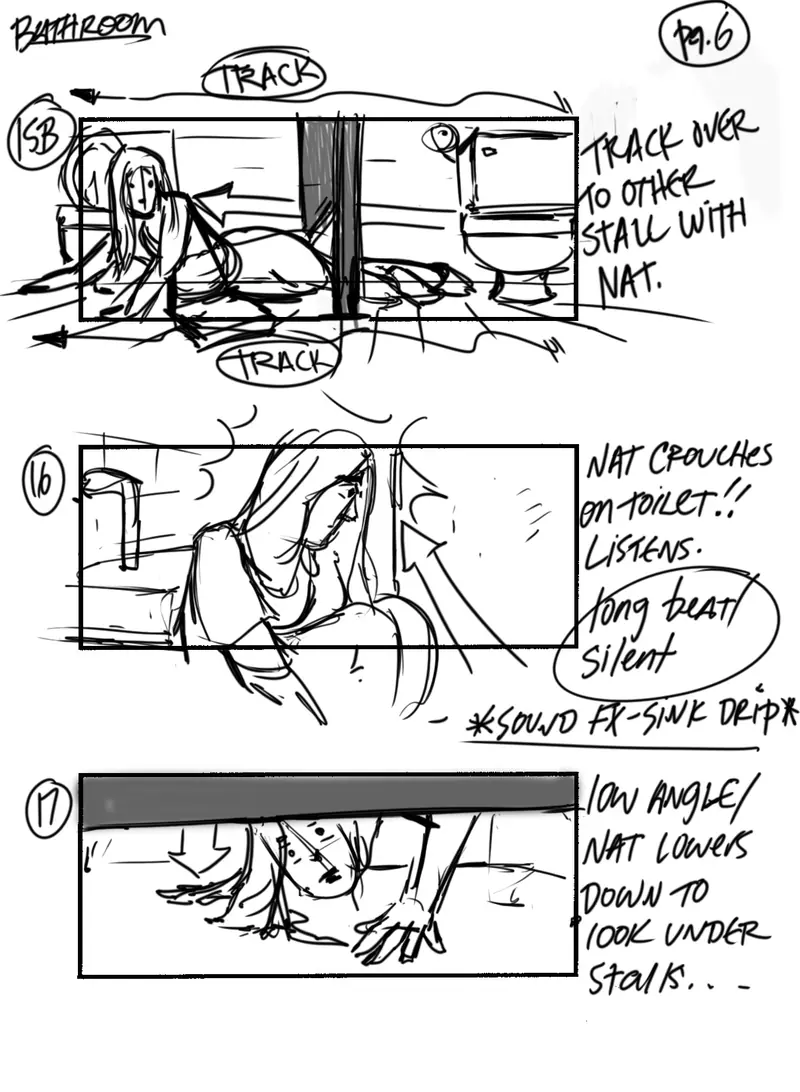 BATHROOM
pg.6
TRACK
15B
TRACK OVER
TO OTHER
STALL WITH
NAT.
TRACK
16
NAT CROUCHES
on toilet!!
LISTENS.
long beat/
silent
- *SOUND FX-SINK DRIP*
17
low ANGLE/
NAT lowers
DOWN TO
look UNDER
stalls...